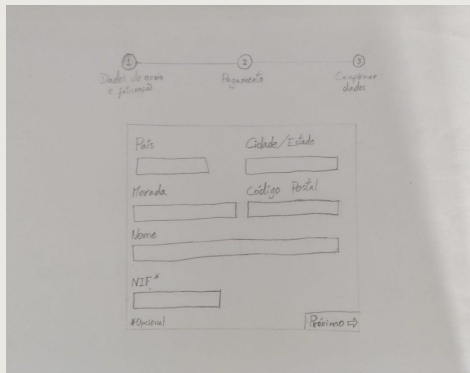 1
2
3
Dados de envio
e faturação
Pagamento
Comprovar
dados
País
Cidade/Estado
Morada
Código Postal
Nome
NIF*
*Opcional
Próximo ⇨